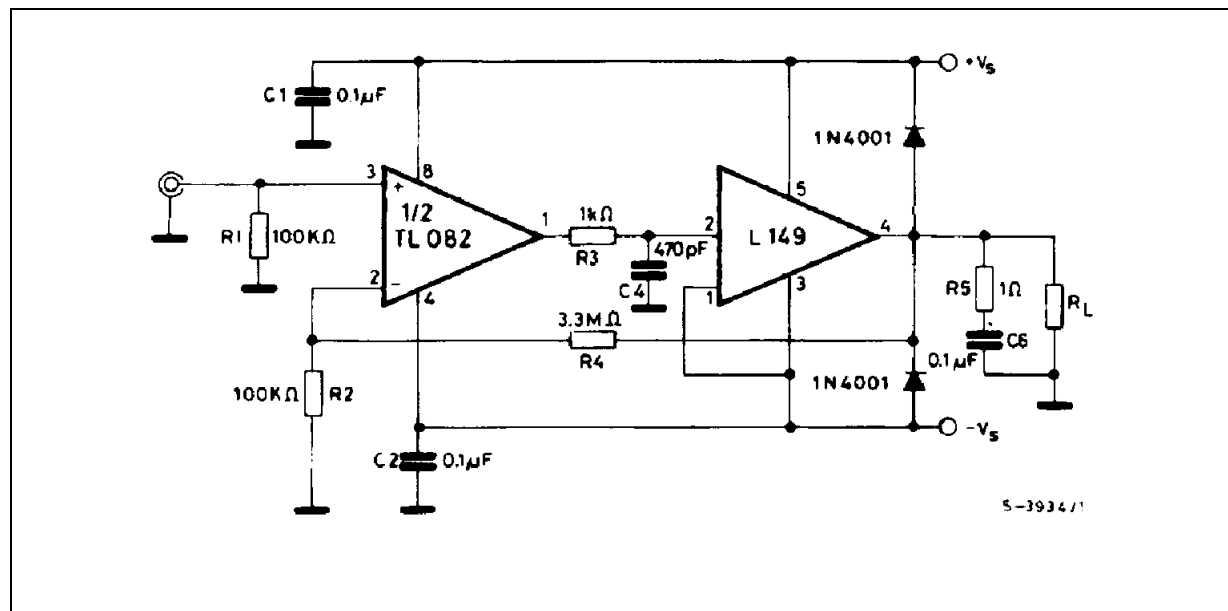 +Vs
C1 0.1µF
1N4001
3 + 8
5
1/2
TL 082
1 1kΩ
2
L 149
4
R1 100KΩ
R3
470pF
C4
2 −
4
1
3
R5 1Ω
RL
3.3MΩ
R4
C6
0.1µF
100KΩ R2
1N4001
−Vs
C2 0.1µF
S-3934/1